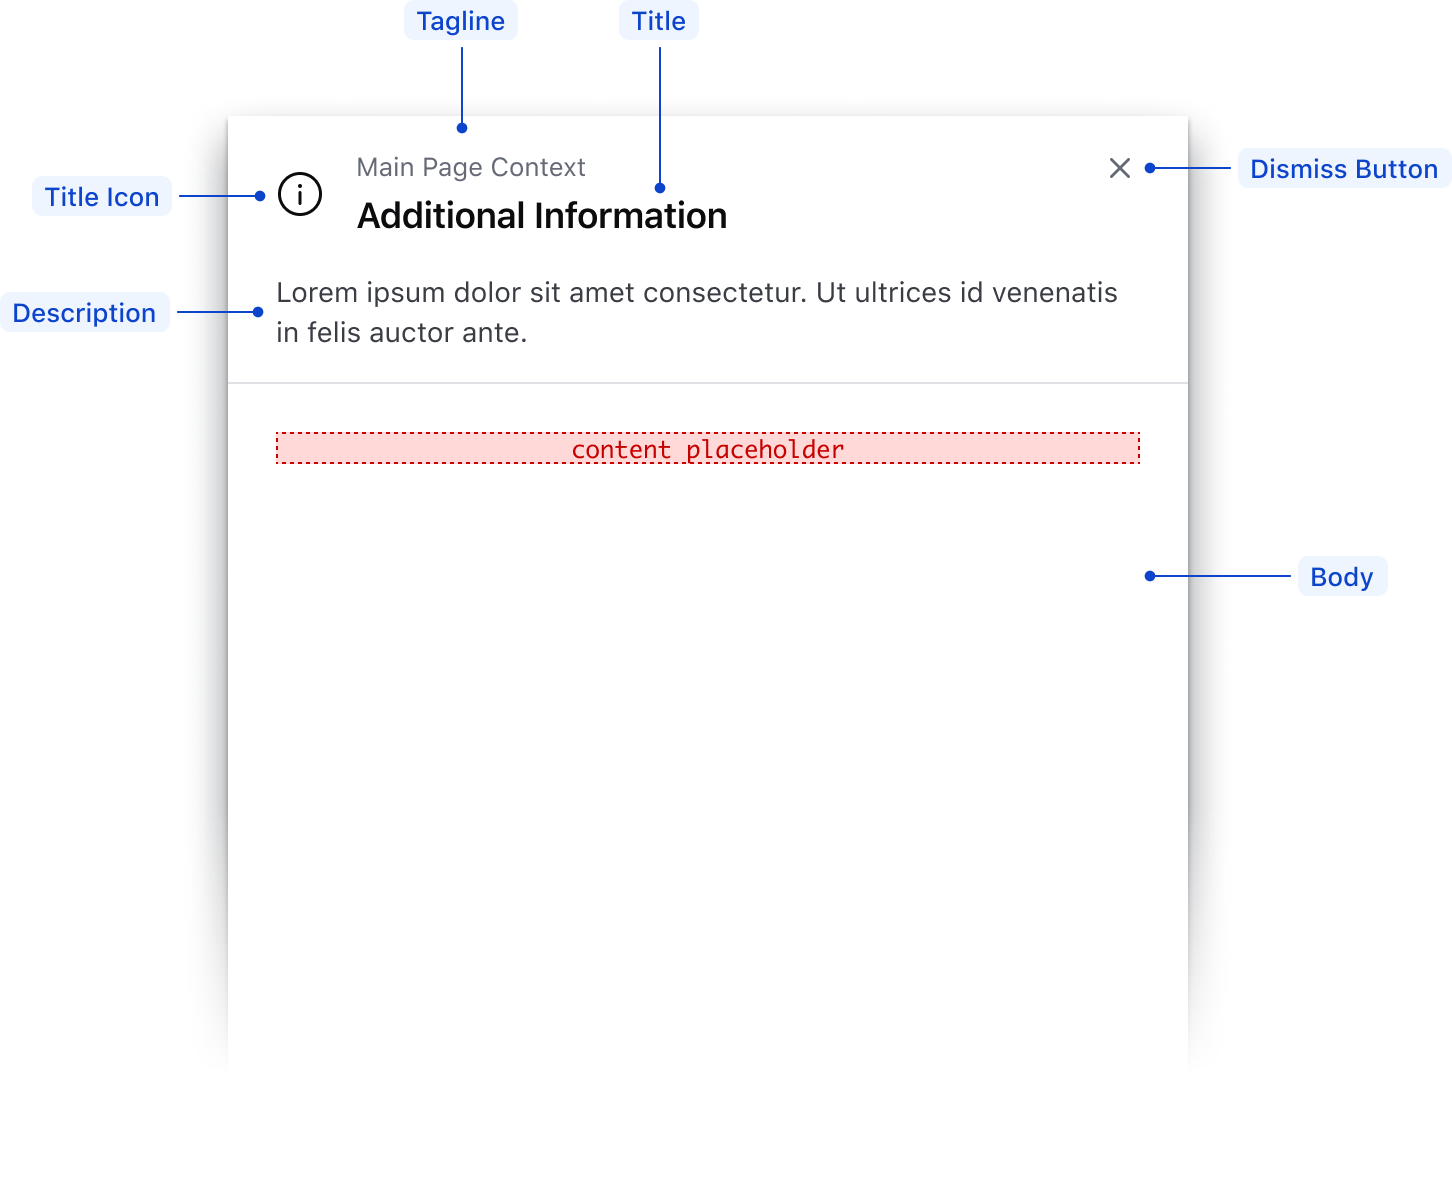 Tagline
Title
Main Page Context
Dismiss Button
Title Icon
Additional Information
Lorem ipsum dolor sit amet consectetur. Ut ultrices id venenatis
in felis auctor ante.
Description
content placeholder
Body